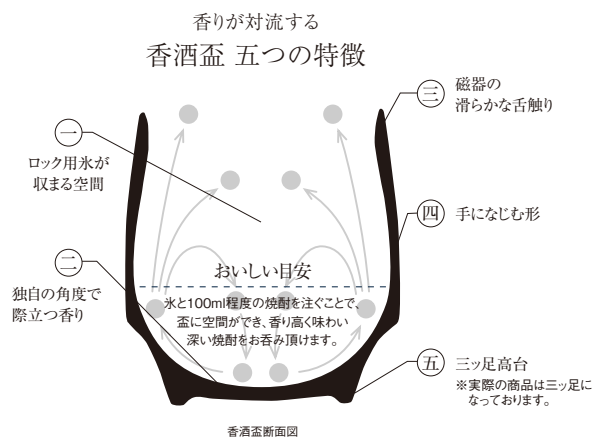 香りが対流する
香酒盃 五つの特徴
一
ロック用氷が
収まる空間
二
独自の角度で
際立つ香り
三
磁器の
滑らかな舌触り
四
手になじむ形
おいしい目安
氷と100ml程度の焼酎を注ぐことで、
盃に空間ができ、香り高く味わい
深い焼酎をお呑み頂けます。
五
三ッ足高台
※実際の商品は三ッ足に
なっております。
香酒盃断面図